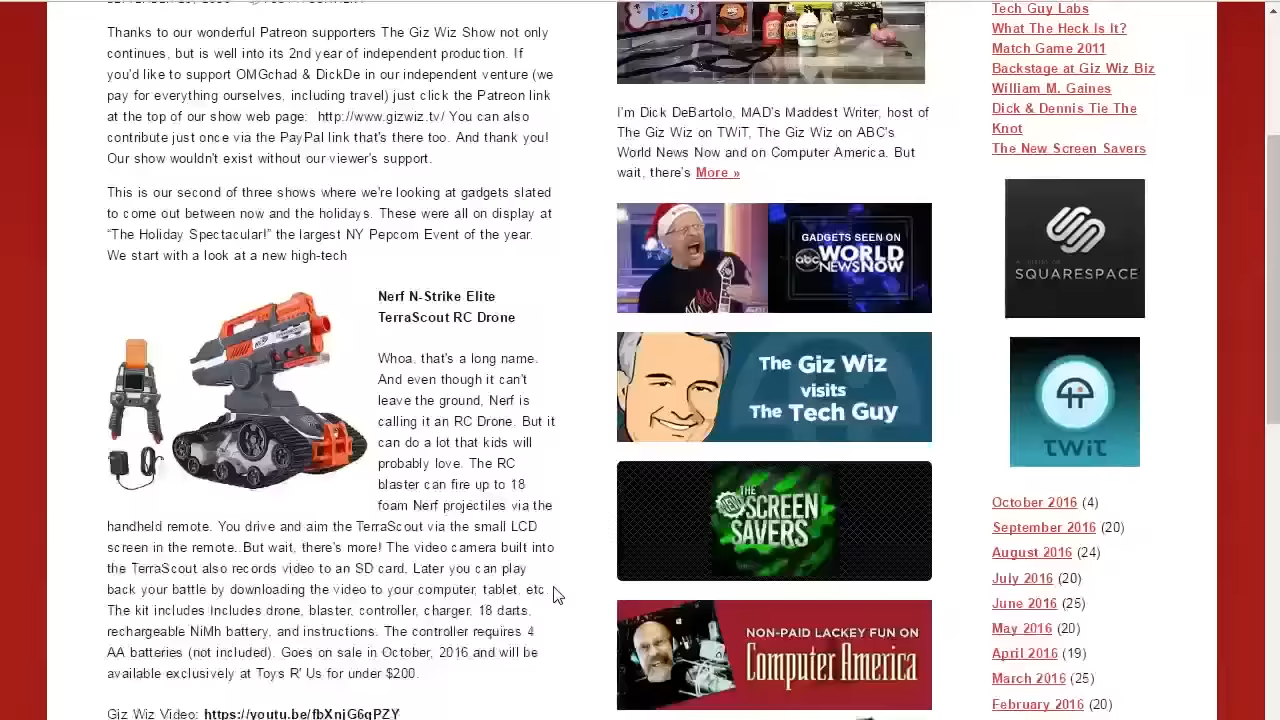 to our wonderful Patreon supporters The Giz Wiz Show not only
continues, but is well into its 2nd year of independent production. If
you'd like to support OMGchad & DickDe in our independent venture (we
pay for everything ourselves, including travel) just click the Patreon link
at the top of our show web page: http://www.gizwiz.tv/ You can also
contribute just once via the PayPal link that's there too. And thank you!
Our show wouldn't exist without our viewer's support.
This is our second of three shows where we're looking at gadgets slated
to come out between now and the holidays. These were all on display at
Holiday Spectacular!" the largest NY Pepcom Event of the year.
look at new high-tech
Nerf N-Strike Elite
TerraScout RC Drone
Whoa, that's a long name.
And even though it can't
leave the ground, Nerf is
calling it an RC Drone. But it
can do a lot that kids will
probably love. The RC
blaster can fire up to 18
foam Nerf projectiles via the
handheld remote. You drive and aim the TerraScout via the small LCD
screen in the remote. But wait, there's more! The video camera built into
the TerraScout also records video to an SD card. Later you can play
back your battle by downloading the video to your computer, tablet, etc.
The kit includes Includes drone, blaster, controller, charger, 18 darts,
rechargeable NiMh battery, and instructions. The controller requires 4
AA batteries (not included). Goes on sale in October, 2016 and will be
available exclusively at Toys R' Us for under $200.
Giz Wiz Video: https://youtu.be/fbXnjG6qPZY
NEW
I'm Dick DeBartolo, MAD's Maddest Writer, host of
The Giz Wiz on TWiT, The Giz Wiz on ABC's
World News Now and on Computer America. But
wait, there's More »
GADGETS SEEN ON
abc WORLD
NEWS NOW
The Giz Wiz
visits
The Tech Guy
THE NEW
SCREEN
SAVERS
NON-PAID LACKEY FUN ON
Computer America
Tech Guy Labs
What The Heck Is It?
Match Game 2011
Backstage at Giz Wiz Biz
William M. Gaines
Dick & Dennis Tie The
Knot
The New Screen Savers
SQUARESPACE
TWiT
October 2016 (4)
September 2016 (20)
August 2016 (24)
July 2016 (20)
June 2016 (25)
May 2016 (20)
April 2016 (19)
March 2016 (25)
February 2016 (20)